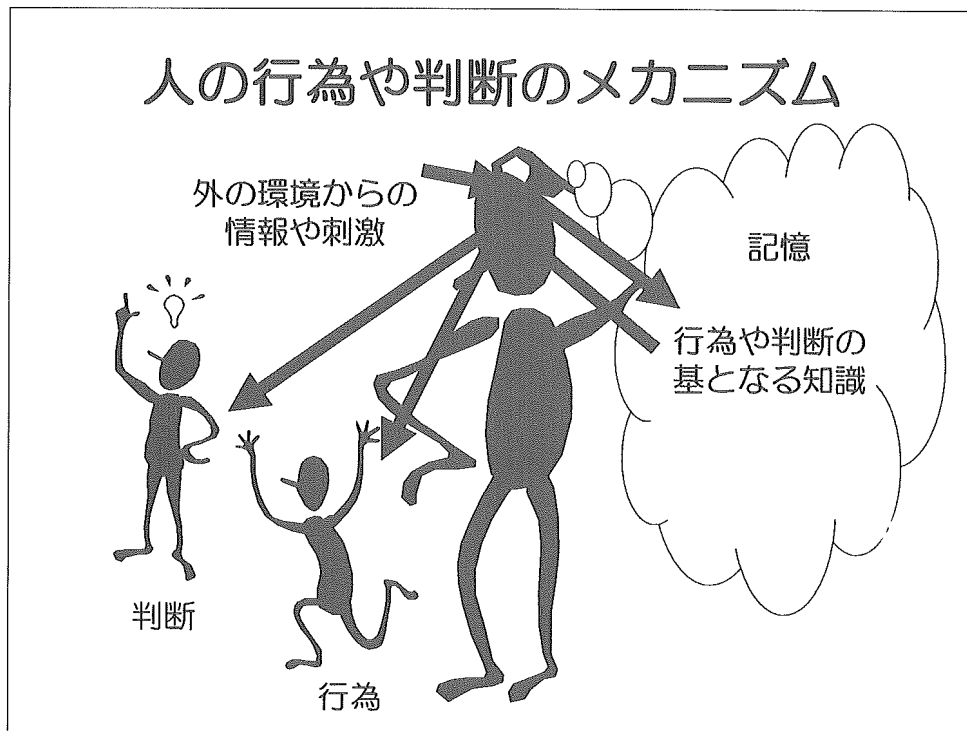 人の行為や判断のメカニズム
外の環境からの
情報や刺激
記憶
行為や判断の
基となる知識
判断
行為